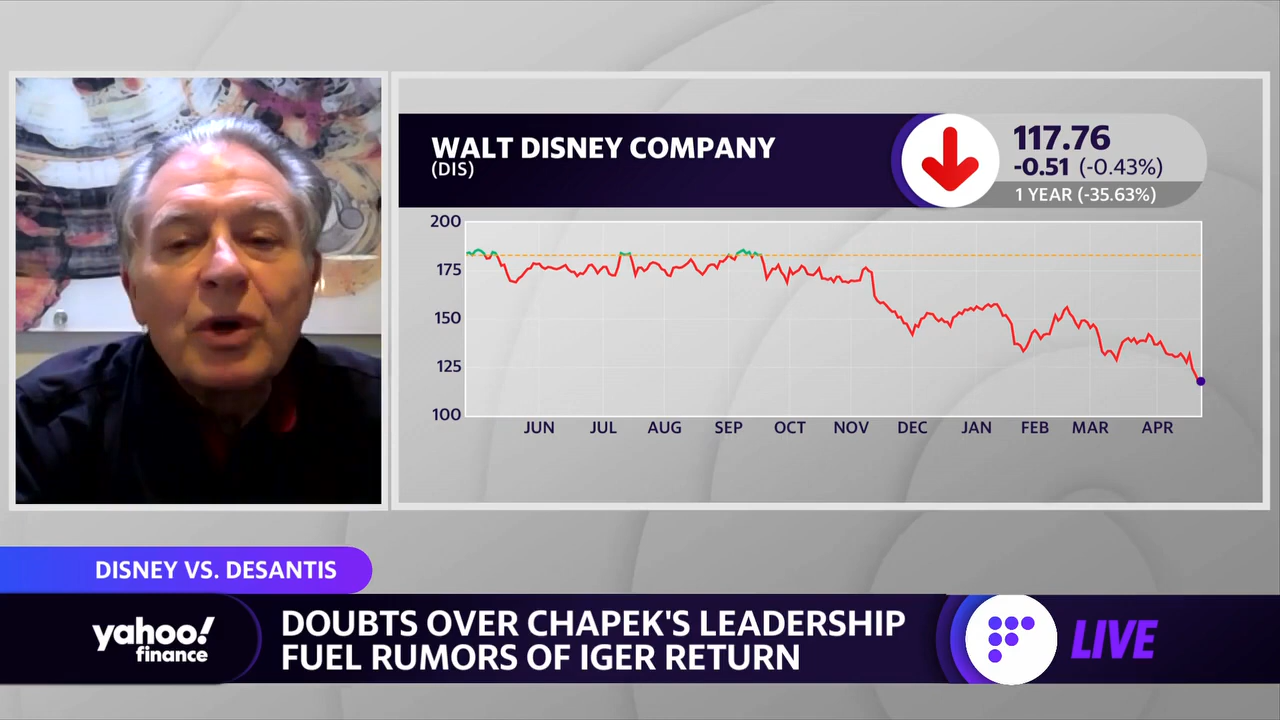 WALT DISNEY COMPANY
(DIS)
117.76
-0.51 (-0.43%)
1 YEAR (-35.63%)
200
175
150
125
100
JUN JUL AUG SEP OCT NOV DEC JAN FEB MAR APR
DISNEY VS. DESANTIS
yahoo!
finance
DOUBTS OVER CHAPEK'S LEADERSHIP
FUEL RUMORS OF IGER RETURN
LIVE